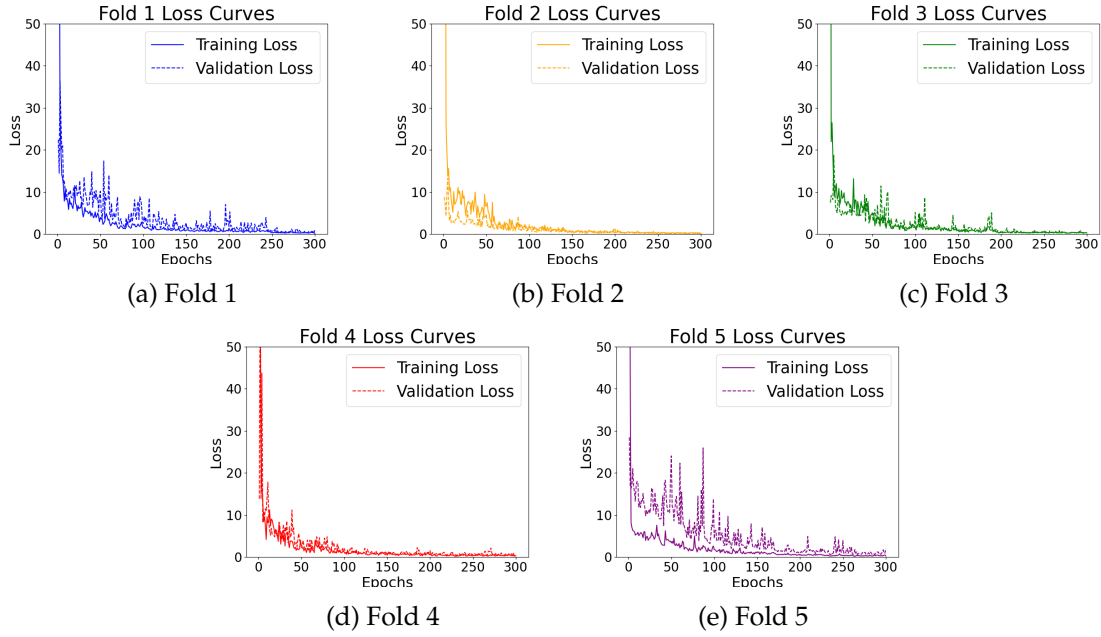 Fold 1 Loss Curves
50
40
30
20
10
0
Loss
Training Loss
Validation Loss
0 50 100 150 200 250 300
Epochs
(a) Fold 1
Fold 2 Loss Curves
50
40
30
20
10
0
Loss
Training Loss
Validation Loss
0 50 100 150 200 250 300
Epochs
(b) Fold 2
Fold 3 Loss Curves
50
40
30
20
10
0
Loss
Training Loss
Validation Loss
0 50 100 150 200 250 300
Epochs
(c) Fold 3
Fold 4 Loss Curves
50
40
30
20
10
0
Loss
Training Loss
Validation Loss
0 50 100 150 200 250 300
Epochs
(d) Fold 4
Fold 5 Loss Curves
50
40
30
20
10
0
Loss
Training Loss
Validation Loss
0 50 100 150 200 250 300
Epochs
(e) Fold 5